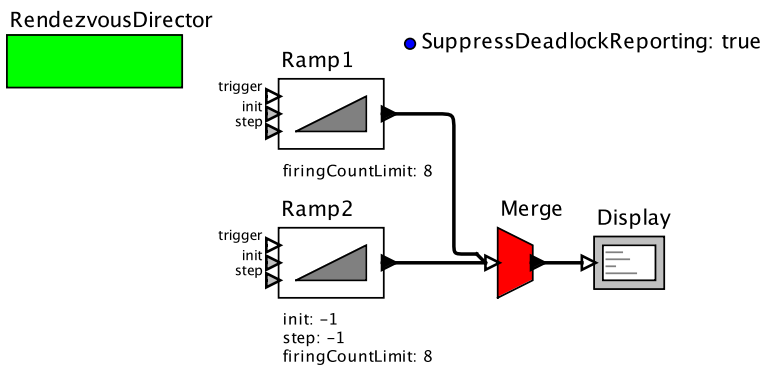 RendezvousDirector
SuppressDeadlockReporting: true
Ramp1
trigger
init
step
firingCountLimit: 8
Ramp2
trigger
init
step
Merge
Display
init: -1
step: -1
firingCountLimit: 8